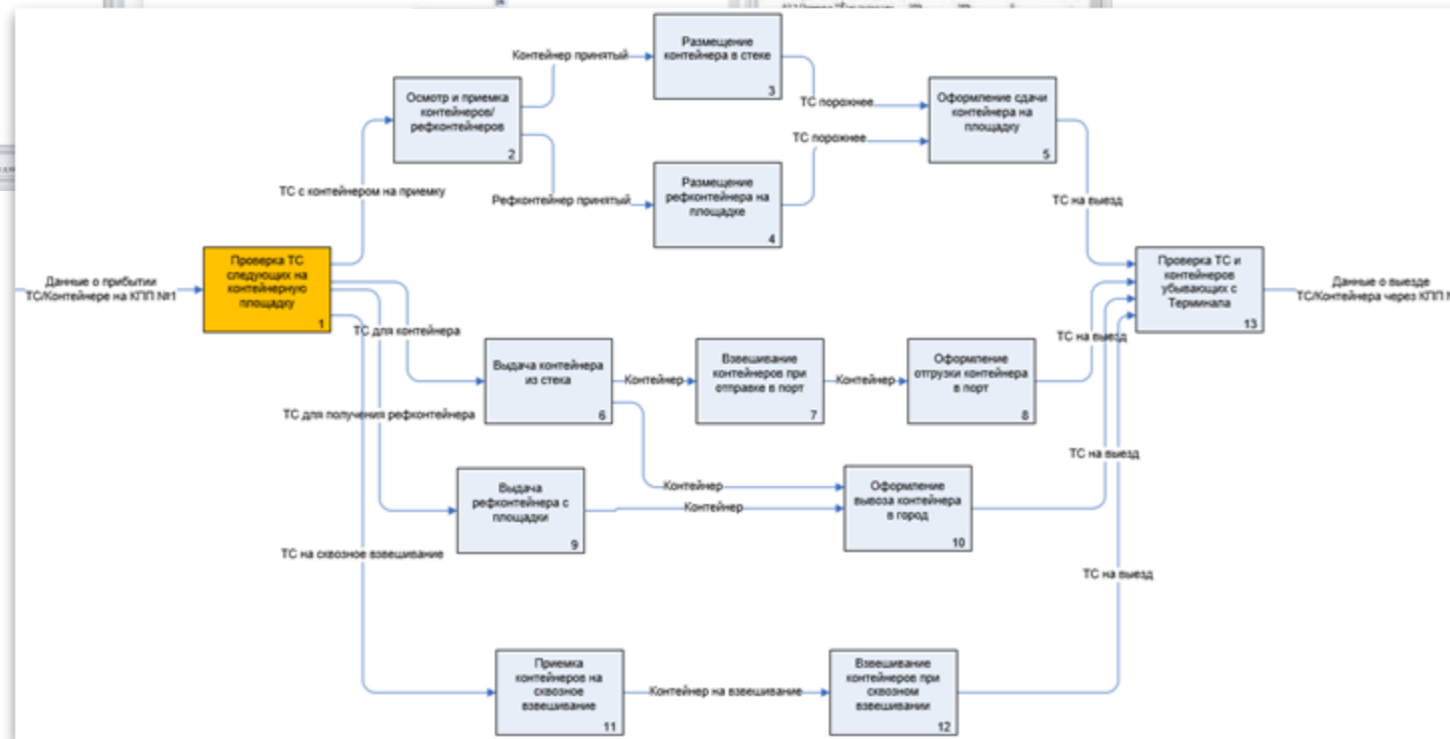 Контейнер принятый
Размещение
контейнера в стеке
3
Осмотр и приемка
контейнеров/
рефконтейнеров
2
ТС порожнее
ТС порожнее
Оформление сдачи
контейнера на
площадку
5
ТС с контейнером на приемку
Рефконтейнер принятый
Размещение
рефконтейнера на
площадке
4
ТС на выезд
Данные о прибытии
ТС/Контейнере на КПП №1
Проверка ТС
следующих на
контейнерную
площадку
1
Проверка ТС и
контейнеров
убывающих с
Терминала
13
Данные о выезде
ТС/Контейнера через КПП
ТС для контейнера
ТС на выезд
Выдача контейнера
из стека
6
Контейнер
Взвешивание
контейнеров при
отправке в порт
7
Контейнер
Оформление
отгрузки контейнера
в порт
8
ТС для получения рефконтейнера
ТС на выезд
Выдача
рефконтейнера с
площадки
9
Контейнер
Контейнер
Оформление
вывоза контейнера
в город
10
ТС на сквозное взвешивание
ТС на выезд
Приемка
контейнеров на
сквозное
взвешивание
11
Контейнер на взвешивание
Взвешивание
контейнеров при
сквозном
взвешивании
12